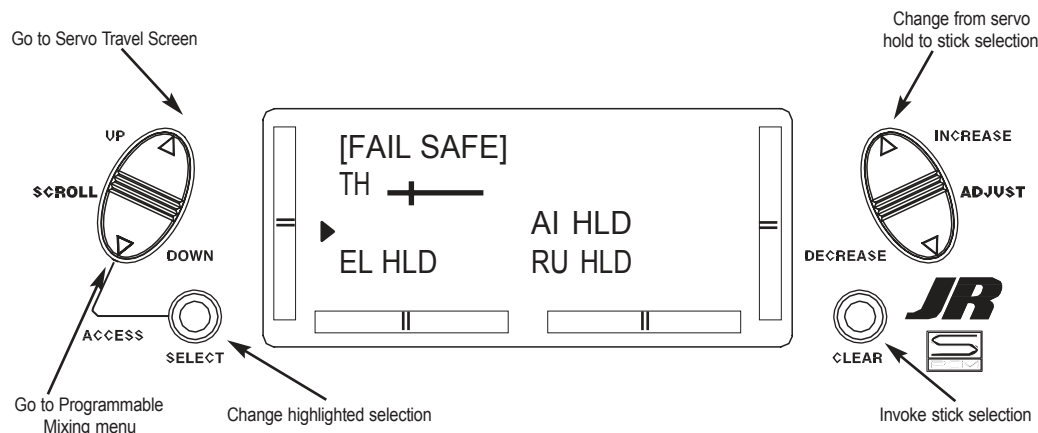 Go to Servo Travel Screen
Change from servo
hold to stick selection
UP
SCROLL
DOWN
ACCESS
SELECT
Go to Programmable
Mixing menu
Change highlighted selection
[FAIL SAFE]
TH
AI HLD
EL HLD
RU HLD
INCREASE
ADJUST
DECREASE
JR
S
CLEAR
Invoke stick selection